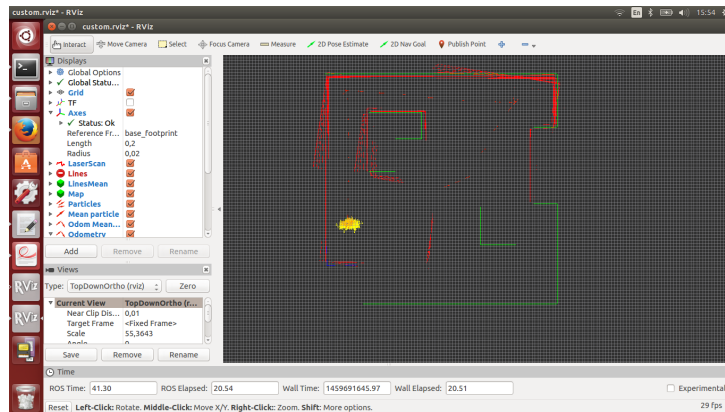 custom.rviz* - RViz
En
15:54
custom.rviz* - RViz
Interact
Move Camera
Select
Focus Camera
Measure
2D Pose Estimate
2D Nav Goal
Publish Point
Displays
Global Options
Global Statu...
Grid
TF
Axes
Status: Ok
Reference Fr... base_footprint
Length 0,2
Radius 0,02
LaserScan
Lines
LinesMean
Map
Particles
Mean particle
Odom Mean...
Odometry
Add Remove Rename
Views
Type: TopDownOrtho (rviz) Zero
Current View TopDownOrtho (r...
Near Clip Dis... 0,01
Target Frame <Fixed Frame>
Scale 55,3643
Angle 0
Save Remove Rename
Time
ROS Time: 41.30 ROS Elapsed: 20.54 Wall Time: 1459691645.97 Wall Elapsed: 20.51 Experimental
Reset Left-Click: Rotate. Middle-Click: Move X/Y. Right-Click:: Zoom. Shift: More options. 29 fps
RViz
RViz